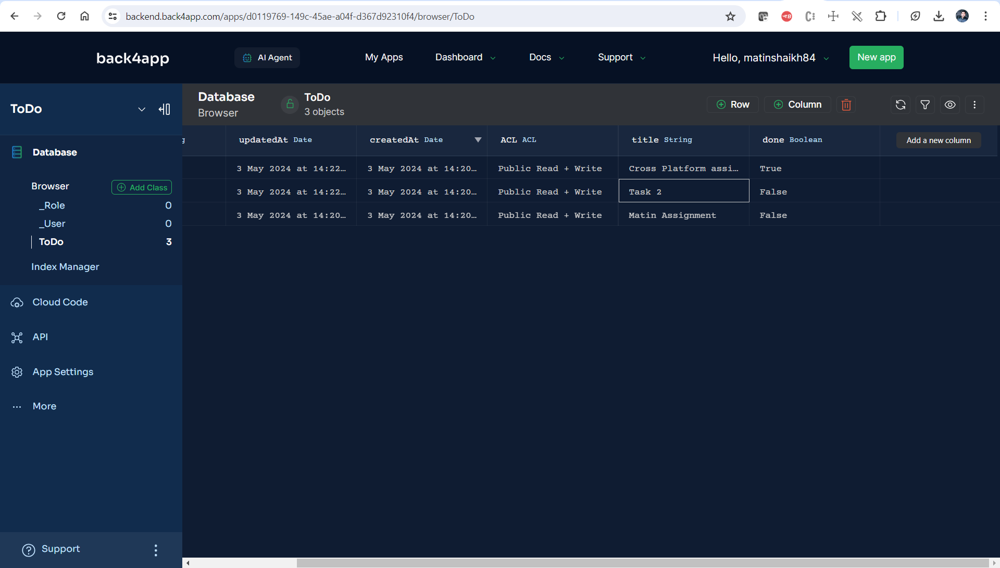 backend.back4app.com/apps/d0119769-149c-45ae-a04f-d367d92310f4/browser/ToDo
back4app
AI Agent
My Apps
Dashboard
Docs
Support
Hello, matinshaikh84
New app
ToDo
Database
Browser
Add Class
_Role 0
_User 0
ToDo 3
Index Manager
Cloud Code
API
App Settings
More
Support
Database
Browser
ToDo
3 objects
Row
Column
g updatedAt Date createdAt Date ACL ACL title String done Boolean Add a new column
3 May 2024 at 14:22… 3 May 2024 at 14:20… Public Read + Write Cross Platform assi… True
3 May 2024 at 14:22… 3 May 2024 at 14:20… Public Read + Write Task 2 False
3 May 2024 at 14:20… 3 May 2024 at 14:20… Public Read + Write Matin Assignment False